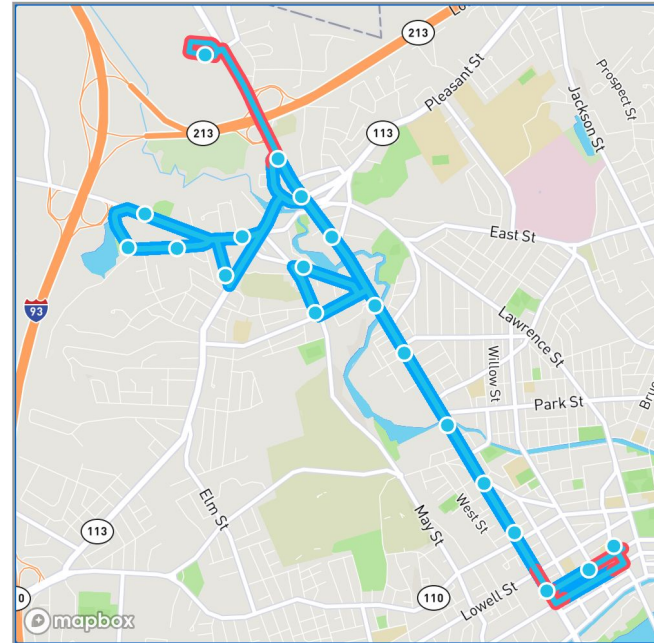 213
Pleasant St
113
213
Jackson St
Prospect St
East St
93
Lawrence St
Willow St
Park St
Elm St
May St
West St
113
110
Lowell St
mapbox